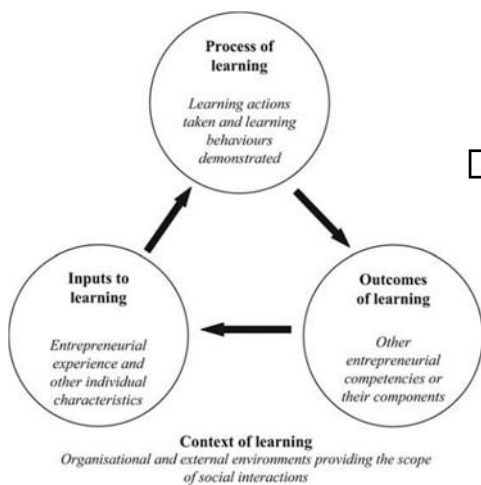 Process of
learning
Learning actions
taken and learning
behaviours
demonstrated
Inputs to
learning
Entrepreneurial
experience and
other individual
characteristics
Outcomes
of learning
Other
entrepreneurial
competencies or
their components
Context of learning
Organisational and external environments providing the scope
of social interactions